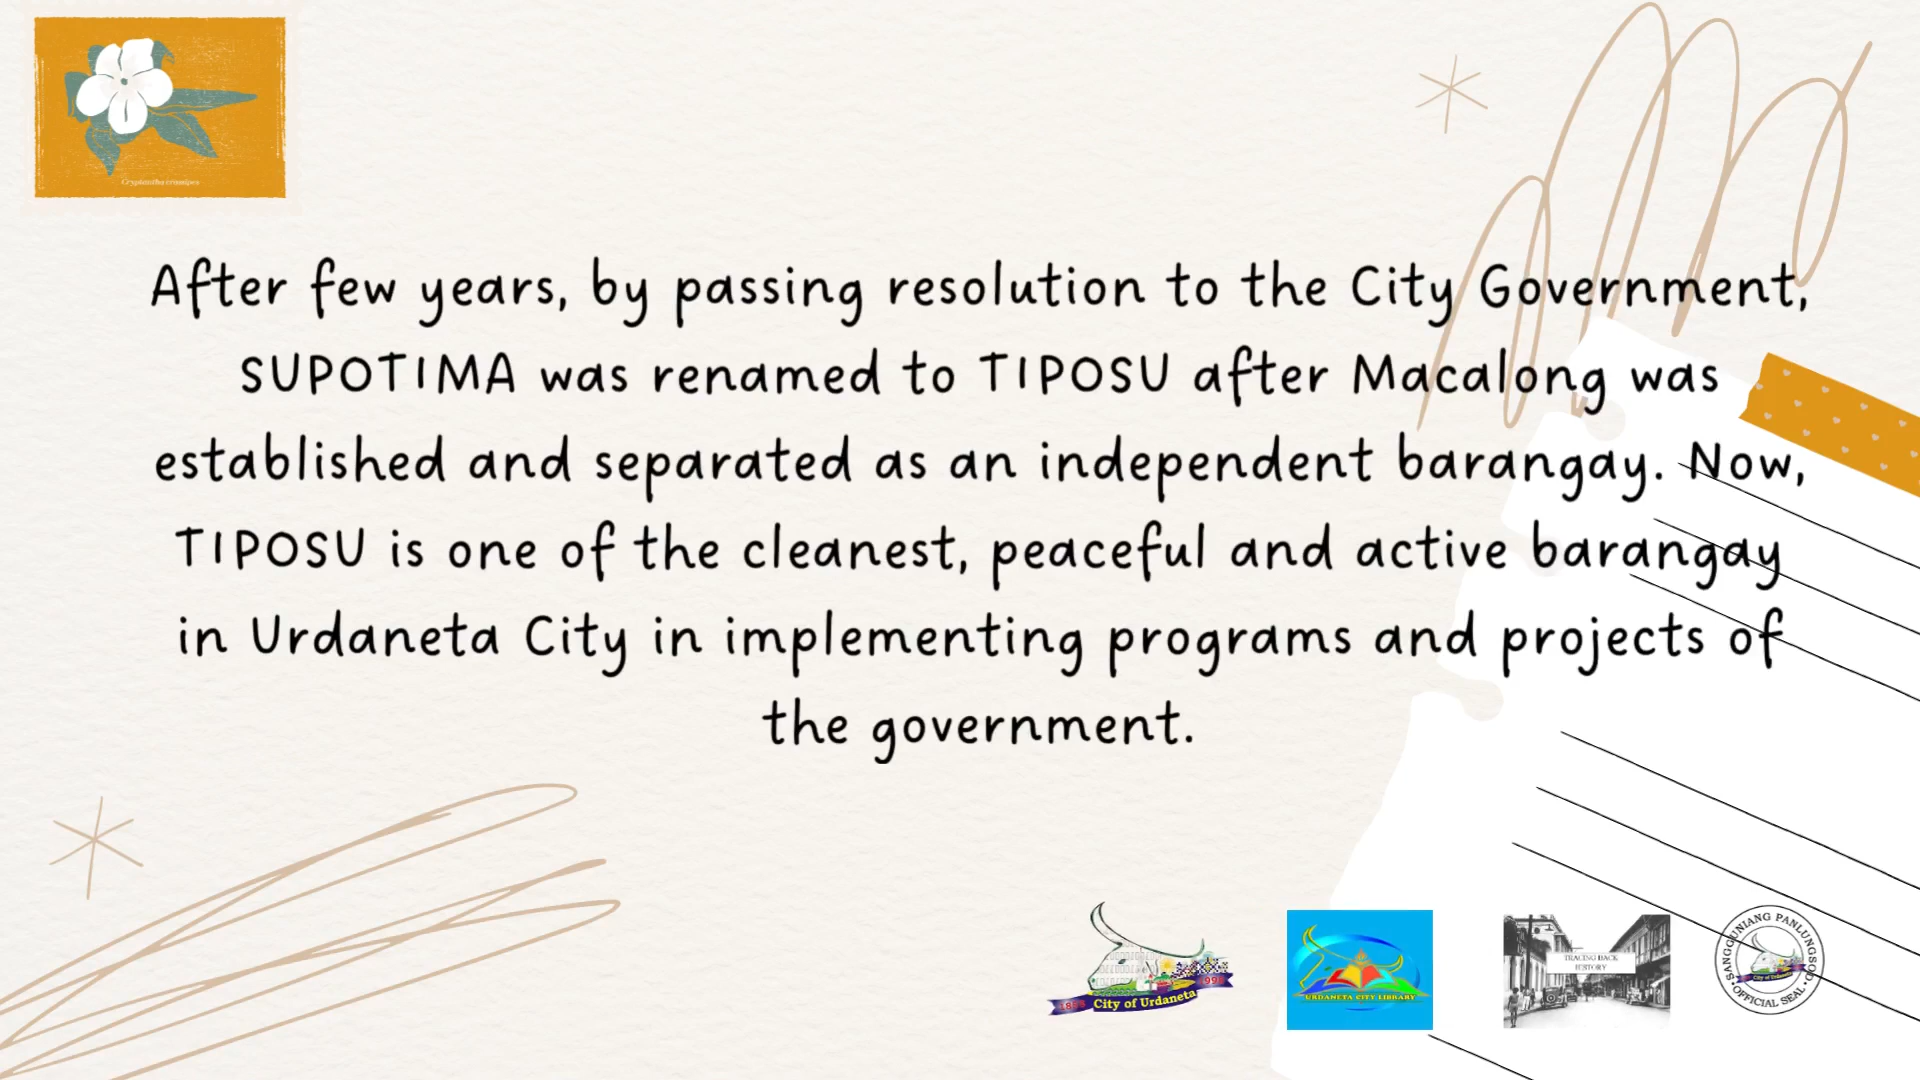 Cryptantha crassipes
After few years, by passing resolution to the City Government,
SUPOTIMA was renamed to TIPOSU after Macalong was
established and separated as an independent barangay. Now,
TIPOSU is one of the cleanest, peaceful and active barangay
in Urdaneta City in implementing programs and projects of
the government.
City of Urdaneta
URDANETA CITY LIBRARY
TRACING BACK
HISTORY
SANGGUNIANG PANLUNGSOD
OFFICIAL SEAL